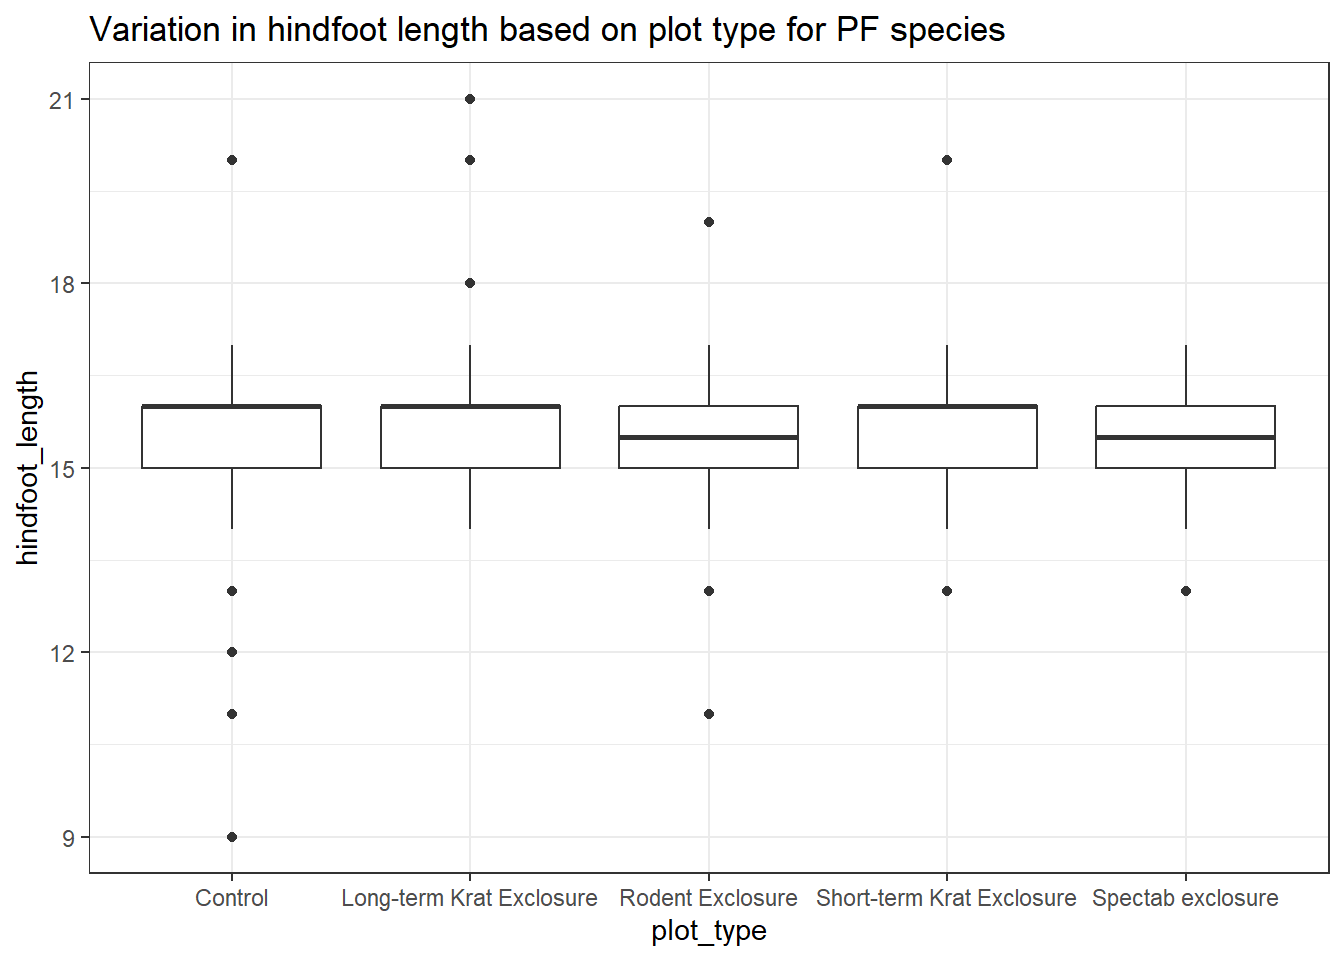 Variation in hindfoot length based on plot type for PF species
21
18
15
12
9
hindfoot_length
Control
Long-term Krat Exclosure
Rodent Exclosure
Short-term Krat Exclosure
Spectab exclosure
plot_type